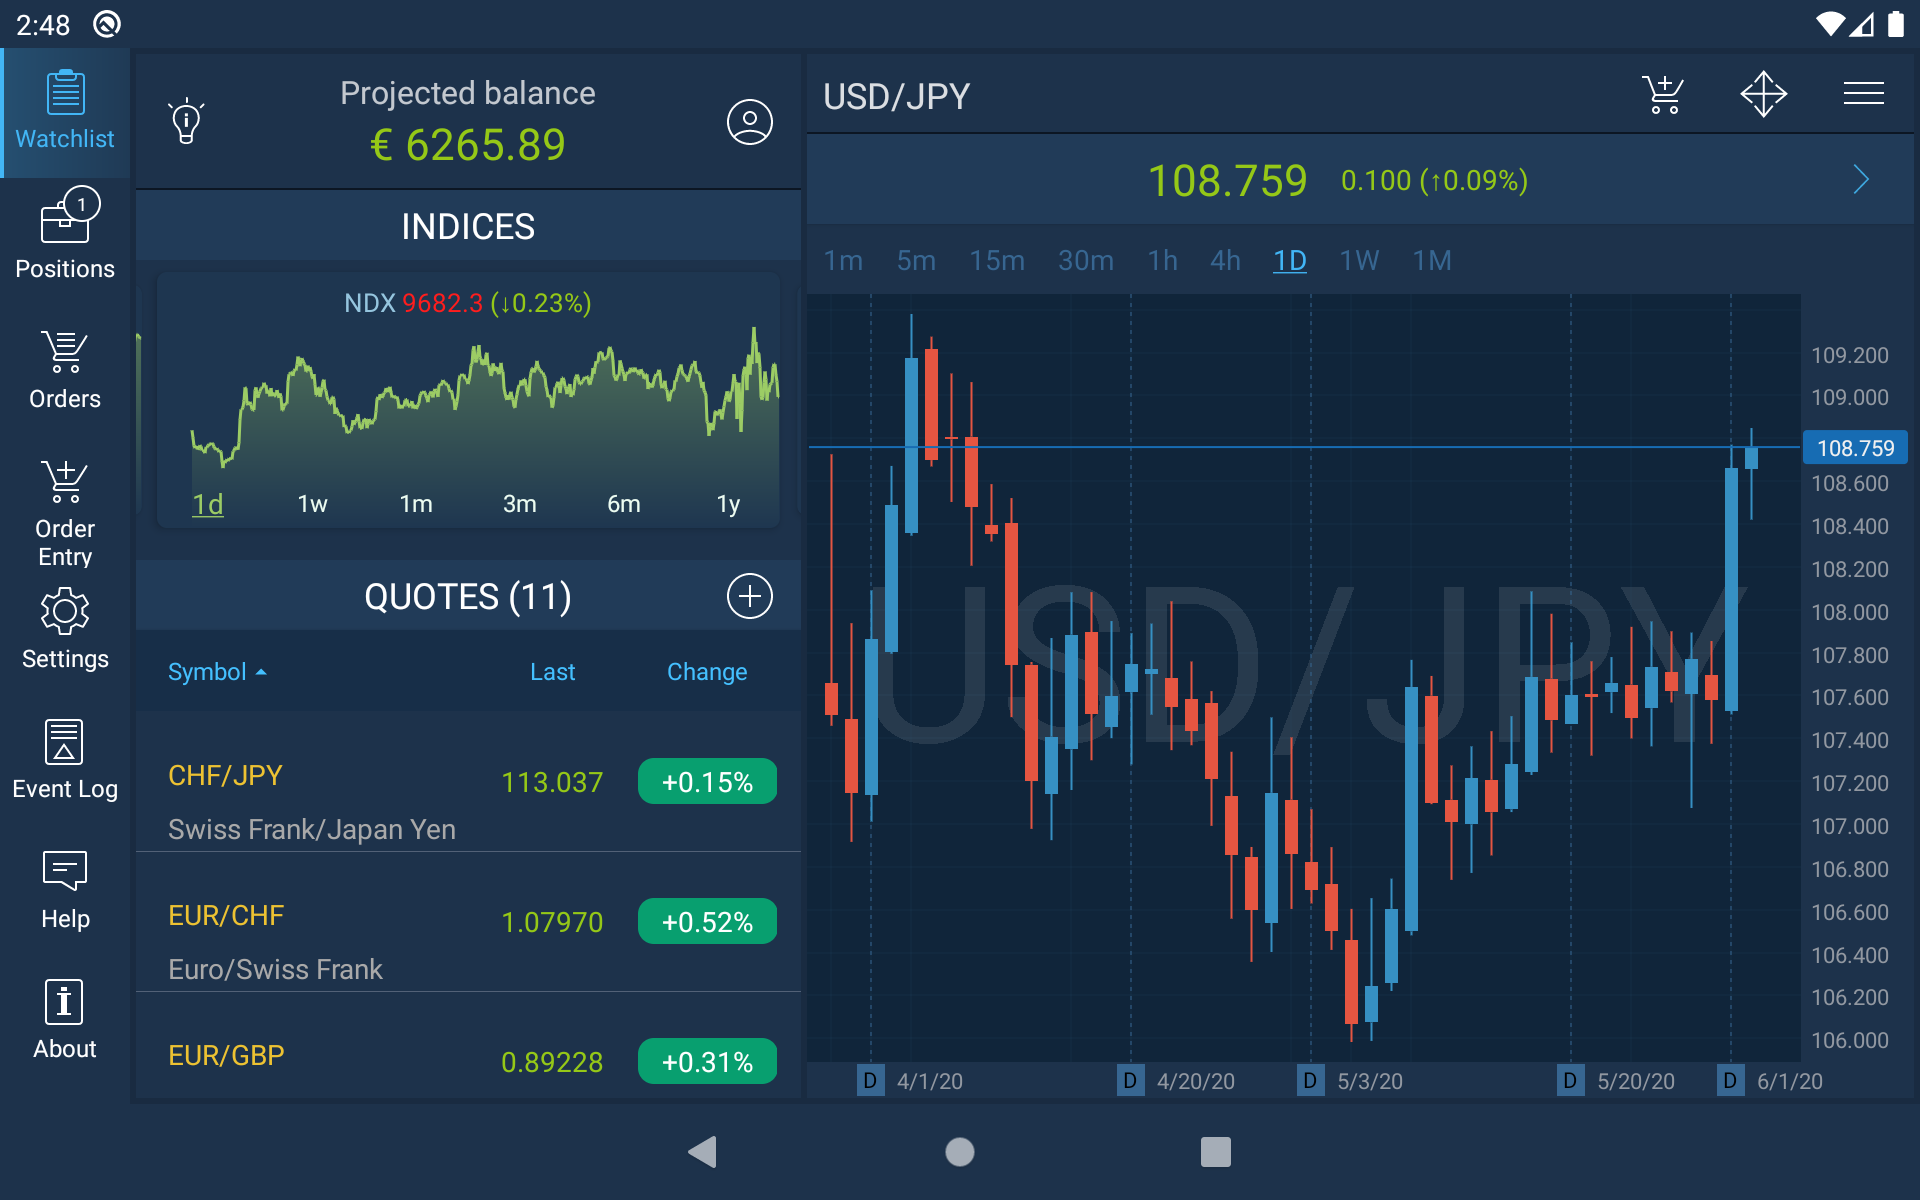 2:48
Watchlist
1
Positions
Orders
Order
Entry
Settings
Event Log
Help
About
Projected balance
€ 6265.89
INDICES
NDX 9682.3 (↓0.23%)
1d 1w 1m 3m 6m 1y
QUOTES (11)
Symbol Last Change
CHF/JPY 113.037 +0.15%
Swiss Frank/Japan Yen
EUR/CHF 1.07970 +0.52%
Euro/Swiss Frank
EUR/GBP 0.89228 +0.31%
USD/JPY
108.759 0.100 (↑0.09%)
1m 5m 15m 30m 1h 4h 1D 1W 1M
USD/JPY
109.200
109.000
108.759
108.600
108.400
108.200
108.000
107.800
107.600
107.400
107.200
107.000
106.800
106.600
106.400
106.200
106.000
D 4/1/20 D 4/20/20 D 5/3/20 D 5/20/20 D 6/1/20